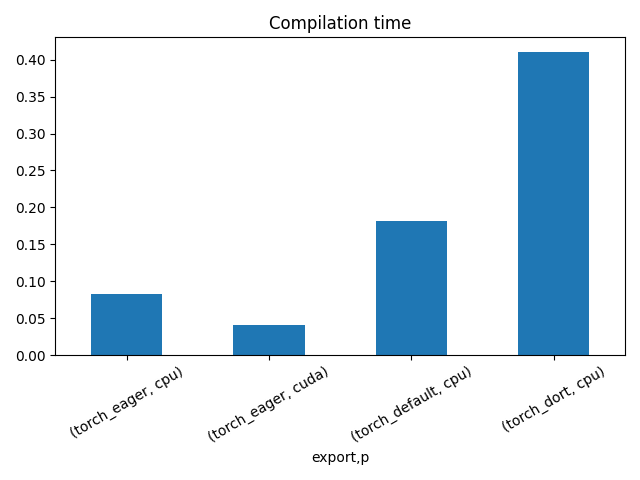 Compilation time
0.40
0.35
0.30
0.25
0.20
0.15
0.10
0.05
0.00
(torch_eager, cpu)
(torch_eager, cuda)
(torch_default, cpu)
(torch_dort, cpu)
export,p